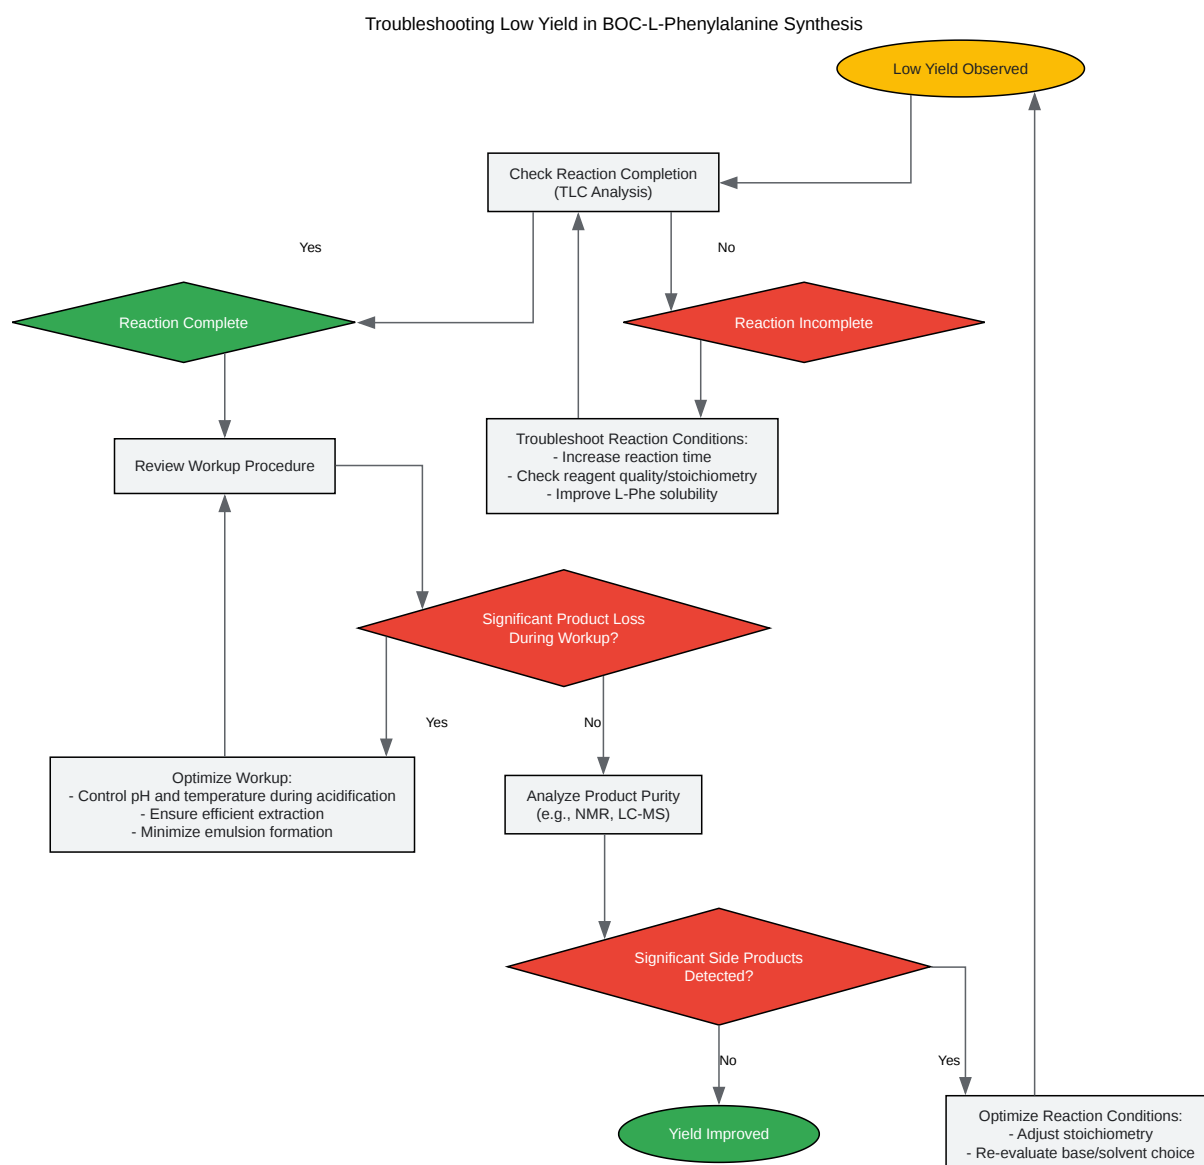 Troubleshooting Low Yield in BOC-L-Phenylalanine Synthesis
Low Yield Observed
Check Reaction Completion
(TLC Analysis)
Yes
No
Reaction Complete
Reaction Incomplete
Troubleshoot Reaction Conditions:
- Increase reaction time
- Check reagent quality/stoichiometry
- Improve L-Phe solubility
Review Workup Procedure
Significant Product Loss
During Workup?
Yes
No
Optimize Workup:
- Control pH and temperature during acidification
- Ensure efficient extraction
- Minimize emulsion formation
Analyze Product Purity
(e.g., NMR, LC-MS)
Significant Side Products
Detected?
No
Yes
Yield Improved
Optimize Reaction Conditions:
- Adjust stoichiometry
- Re-evaluate base/solvent choice